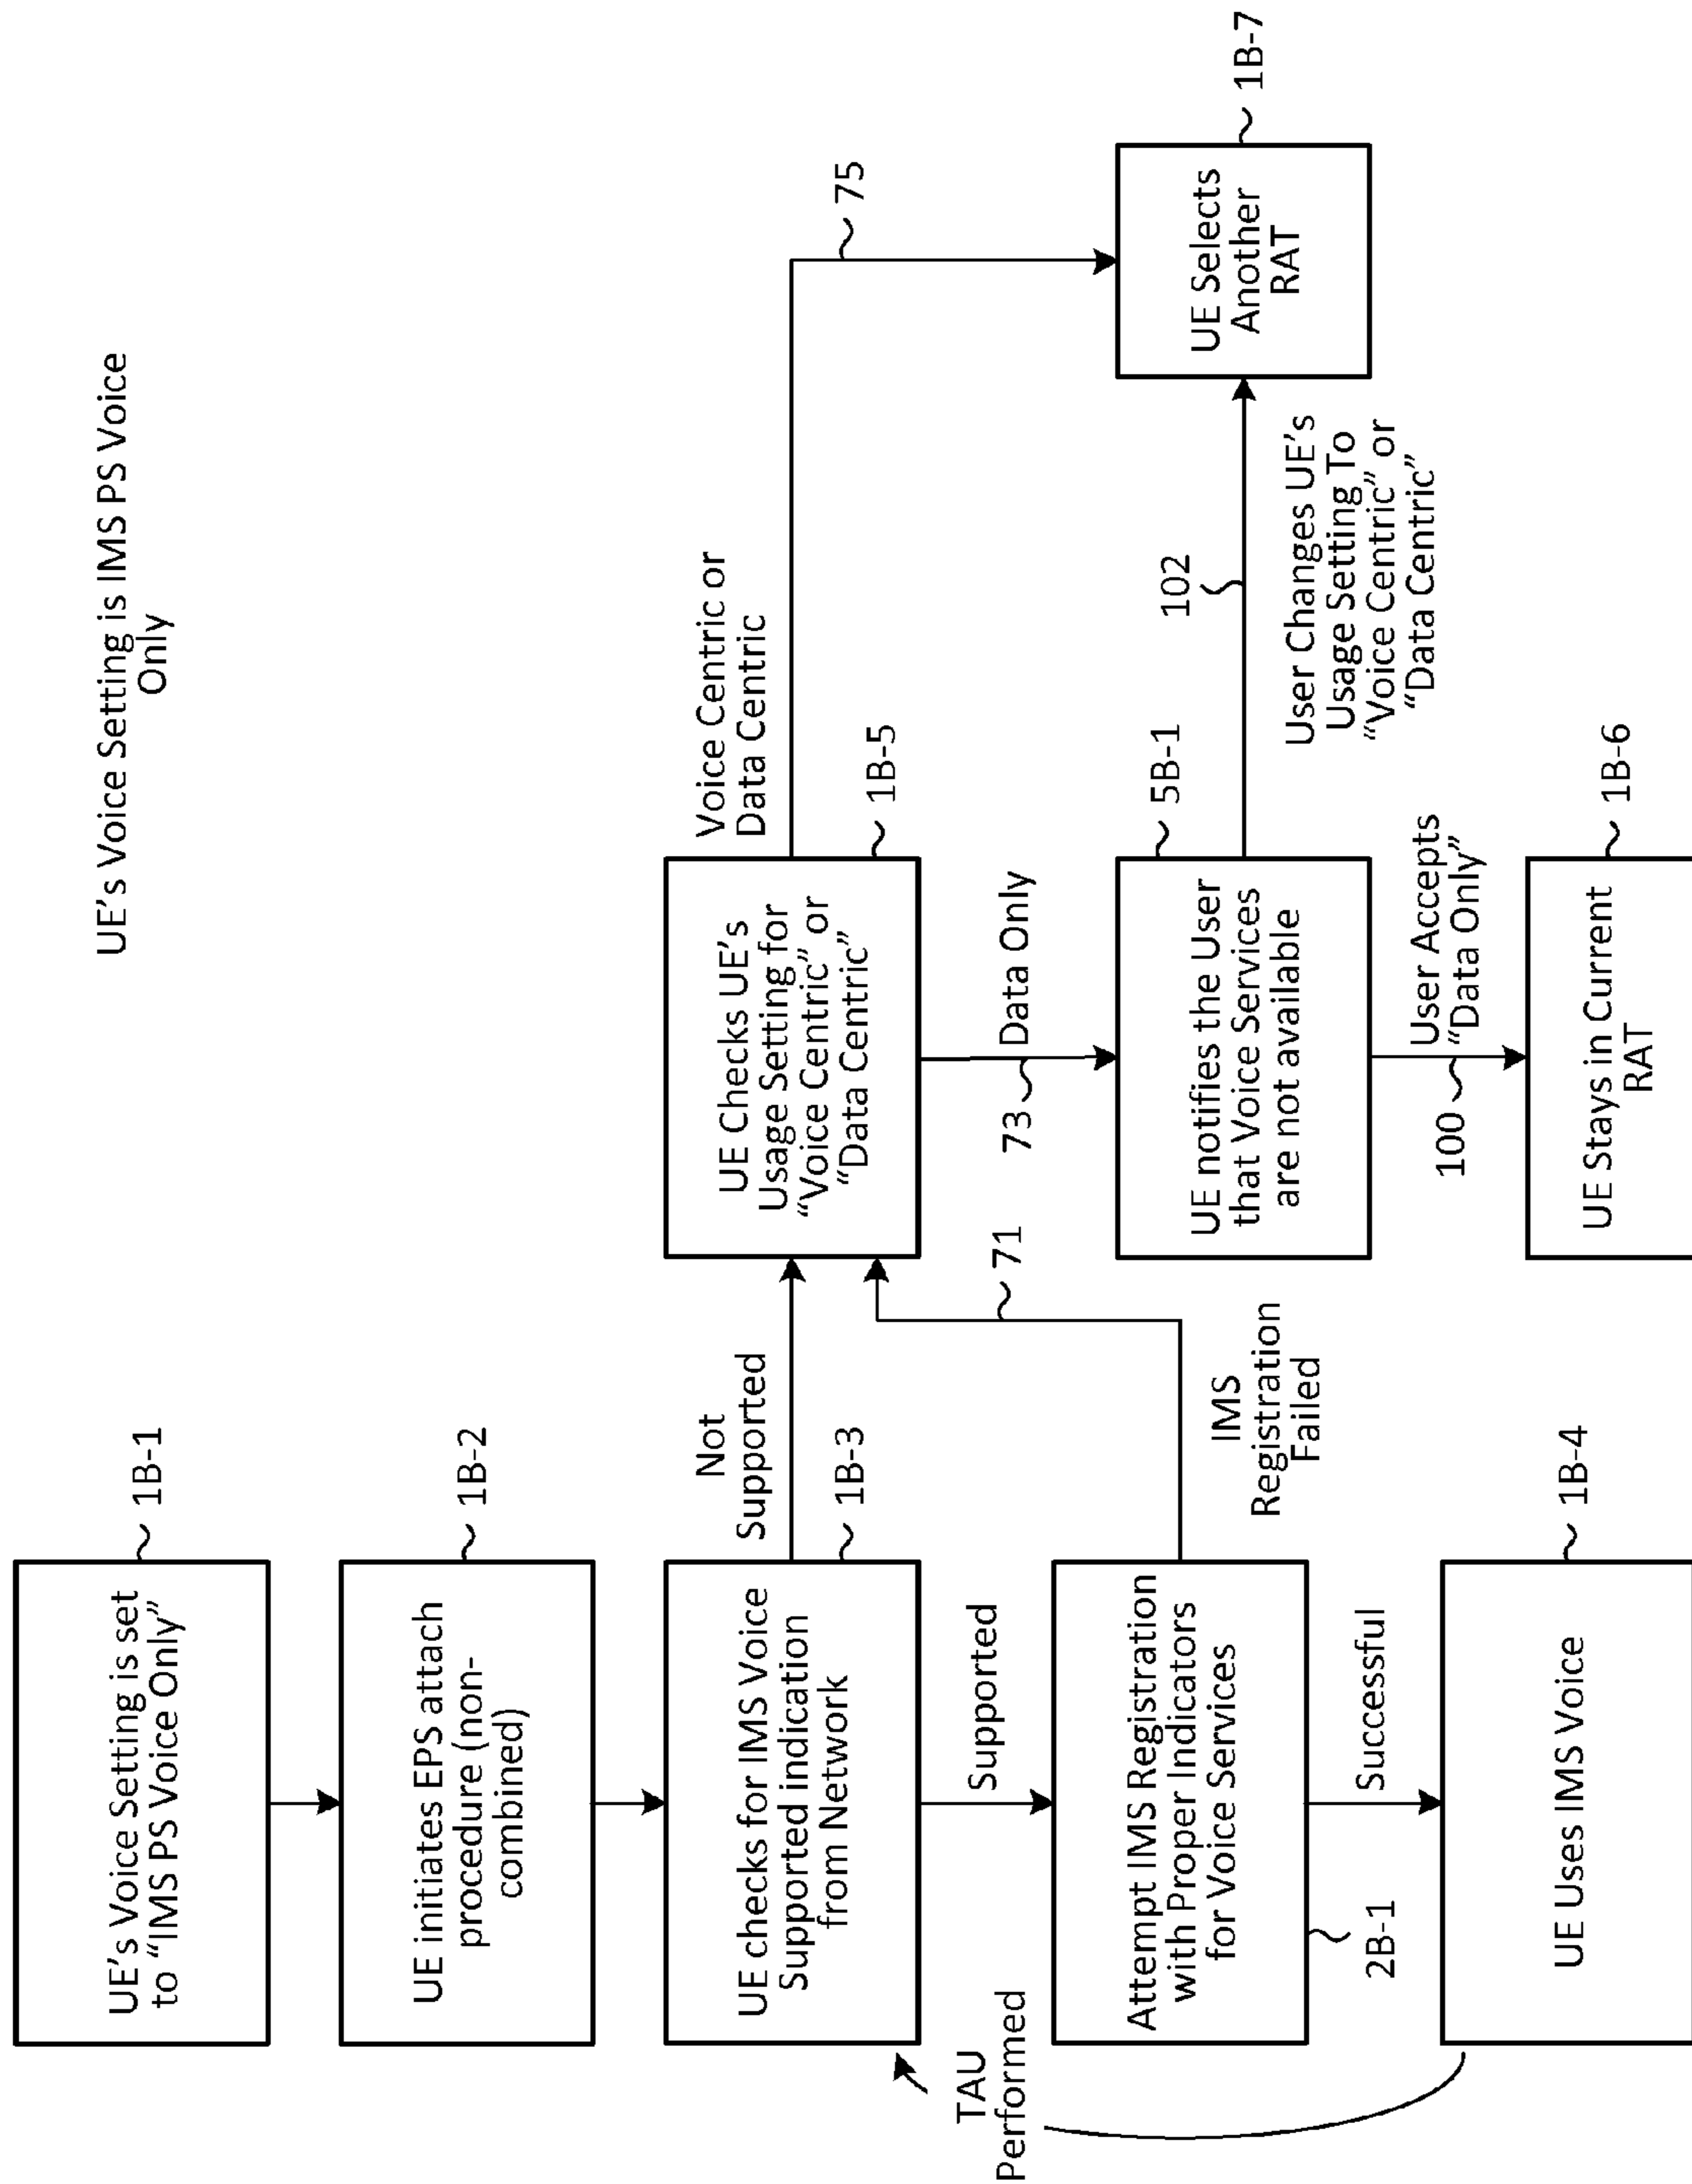 UE's Voice Setting is IMS PS Voice
Only
UE's Voice Setting is set
to “IMS PS Voice Only”
1B-1
UE initiates EPS attach
procedure (non-
combined)
1B-2
UE checks for IMS Voice
Supported indication
from Network
1B-3
Not
Supported
UE Checks UE's
Usage Setting for
“Voice Centric” or
“Data Centric”
1B-5
Voice Centric or
Data Centric
75
TAU
Performed
Supported
71
73
Data Only
Attempt IMS Registration
with Proper Indicators
for Voice Services
2B-1
IMS
Registration
Failed
UE notifies the User
that Voice Services
are not available
5B-1
102
User Changes UE's
Usage Setting To
“Voice Centric” or
“Data Centric”
UE Selects
Another
RAT
1B-7
Successful
100
User Accepts
“Data Only”
UE Uses IMS Voice
1B-4
UE Stays in Current
RAT
1B-6